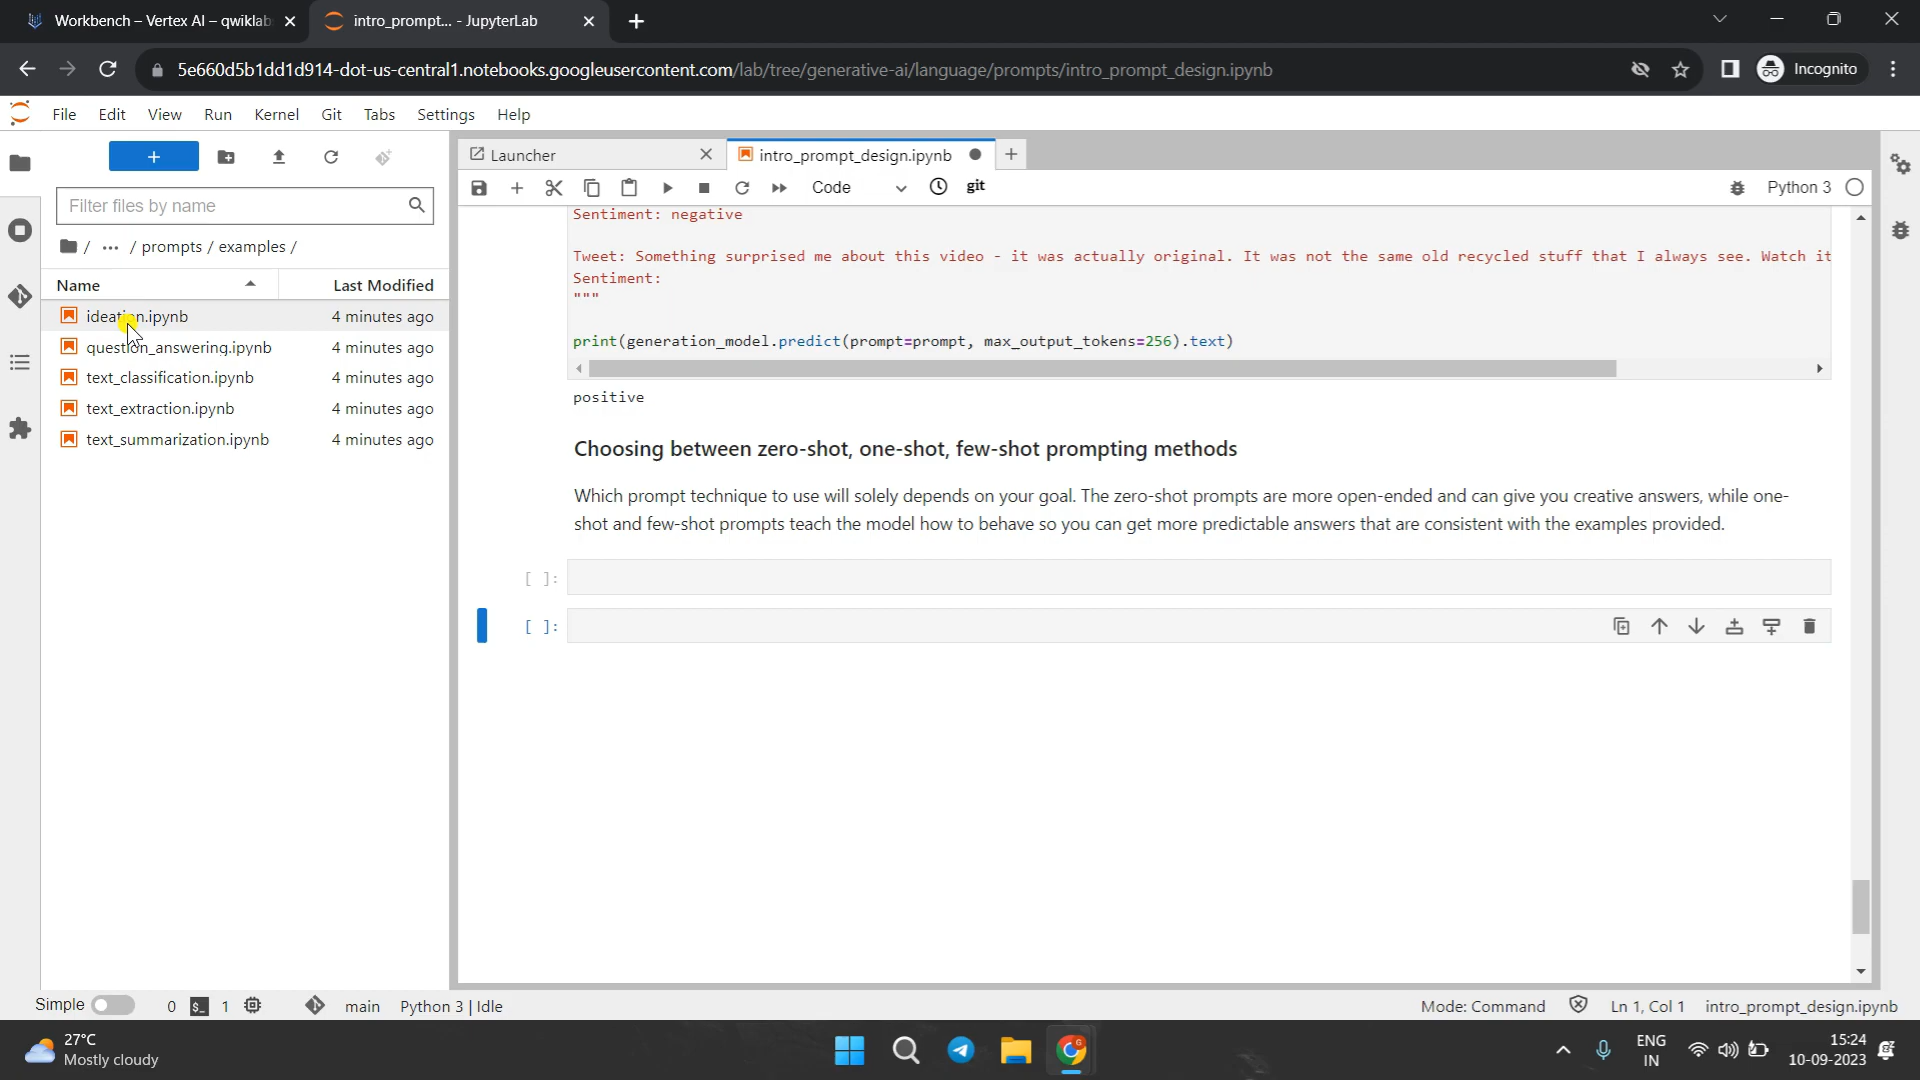 Workbench – Vertex AI – qwiklab
intro_prompt... - JupyterLab
5e660d5b1dd1d914-dot-us-central1.notebooks.googleusercontent.com/lab/tree/generative-ai/language/prompts/intro_prompt_design.ipynb
Incognito
File Edit View Run Kernel Git Tabs Settings Help
Launcher
intro_prompt_design.ipynb
Code
git
Python 3
Filter files by name
/ ... / prompts / examples /
Name
Last Modified
ideation.ipynb 4 minutes ago
question_answering.ipynb 4 minutes ago
text_classification.ipynb 4 minutes ago
text_extraction.ipynb 4 minutes ago
text_summarization.ipynb 4 minutes ago
Sentiment: negative
Tweet: Something surprised me about this video - it was actually original. It was not the same old recycled stuff that I always see. Watch it
Sentiment:
"""
print(generation_model.predict(prompt=prompt, max_output_tokens=256).text)
positive
Choosing between zero-shot, one-shot, few-shot prompting methods
Which prompt technique to use will solely depends on your goal. The zero-shot prompts are more open-ended and can give you creative answers, while one-
shot and few-shot prompts teach the model how to behave so you can get more predictable answers that are consistent with the examples provided.
[ ]:
[ ]:
Simple
0
$_
1
main
Python 3 | Idle
Mode: Command
Ln 1, Col 1
intro_prompt_design.ipynb
27°C
Mostly cloudy
G
ENG
IN
15:24
10-09-2023